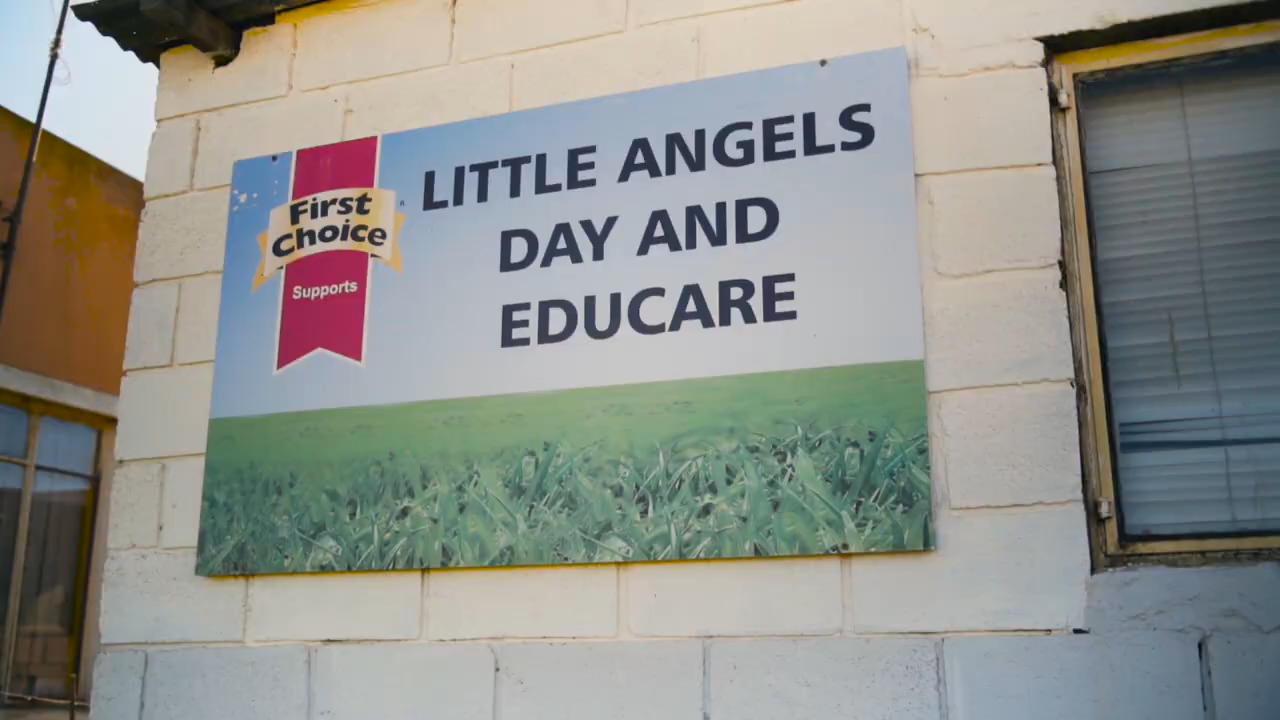 First
Choice
Supports
LITTLE ANGELS
DAY AND
EDUCARE